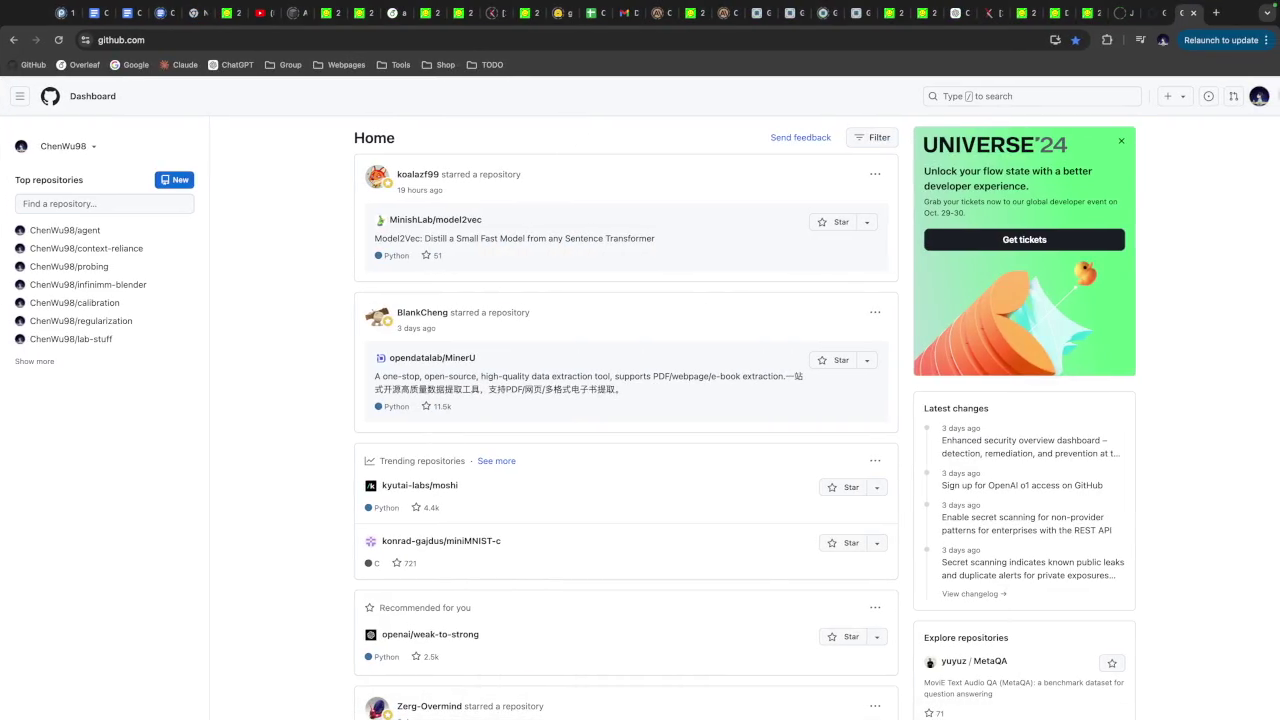 github.com
Relaunch to update
GitHub
Overleaf
Google
Claude
ChatGPT
Group
Webpages
Tools
Shop
TODO
Dashboard
Type / to search
ChenWu98
Top repositories
New
Find a repository...
ChenWu98/agent
ChenWu98/context-reliance
ChenWu98/probing
ChenWu98/infinimm-blender
ChenWu98/calibration
ChenWu98/regularization
ChenWu98/lab-stuff
Show more
Home
Send feedback
Filter
koalazf99 starred a repository
19 hours ago
MinishLab/model2vec
Star
Model2Vec: Distill a Small Fast Model from any Sentence Transformer
Python 51
BlankCheng starred a repository
3 days ago
opendatalab/MinerU
Star
A one-stop, open-source, high-quality data extraction tool, supports PDF/webpage/e-book extraction.一站
式开源高质量数据提取工具，支持PDF/网页/多格式电子书提取。
Python 11.5k
Trending repositories · See more
kyutai-labs/moshi
Star
Python 4.4k
konrad-gajdus/miniMNIST-c
Star
C 721
Recommended for you
openai/weak-to-strong
Star
Python 2.5k
Zerg-Overmind starred a repository
UNIVERSE'24
Unlock your flow state with a better
developer experience.
Grab your tickets now to our global developer event on
Oct. 29-30.
Get tickets
Latest changes
3 days ago
Enhanced security overview dashboard –
detection, remediation, and prevention at t...
3 days ago
Sign up for OpenAI o1 access on GitHub
3 days ago
Enable secret scanning for non-provider
patterns for enterprises with the REST API
3 days ago
Secret scanning indicates known public leaks
and duplicate alerts for private exposures...
View changelog →
Explore repositories
yuyuz / MetaQA
MoviE Text Audio QA (MetaQA): a benchmark dataset for
question answering
71